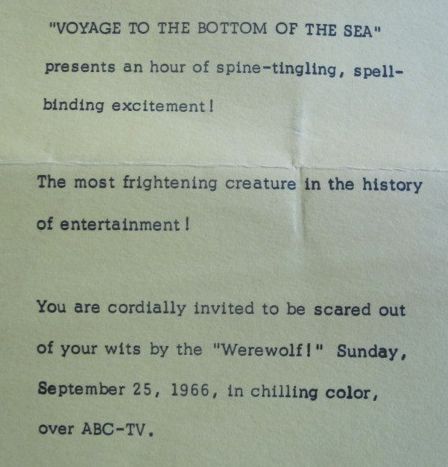 "VOYAGE TO THE BOTTOM OF THE SEA"
presents an hour of spine-tingling, spell-
binding excitement!
The most frightening creature in the history
of entertainment!
You are cordially invited to be scared out
of your wits by the "Werewolf!" Sunday,
September 25, 1966, in chilling color,
over ABC-TV.